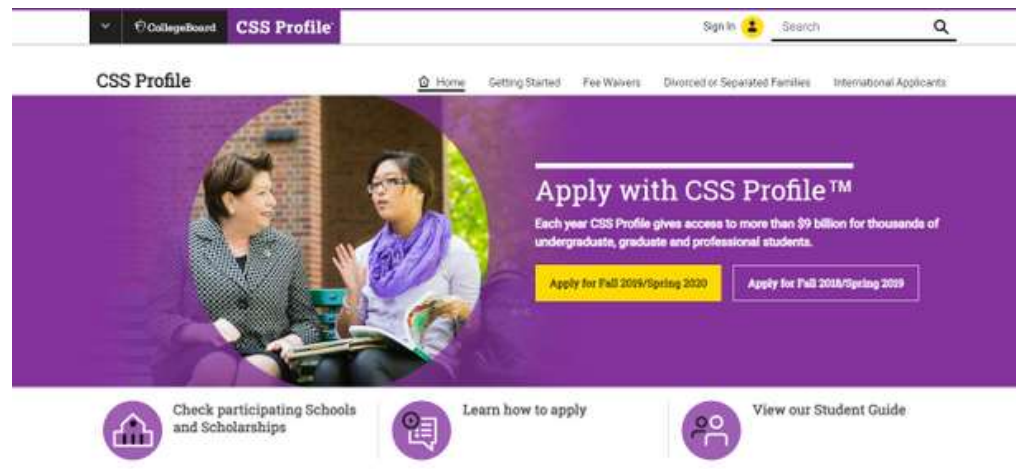 CollegeBoard CSS Profile Sign In Search
CSS Profile Home Getting Started Fee Waivers Divorced or Separated Families International Applicants
Apply with CSS Profile™
Each year CSS Profile gives access to more than $9 billion for thousands of
undergraduate, graduate and professional students.
Apply for Fall 2019/Spring 2020 Apply for Fall 2018/Spring 2019
Check participating Schools Learn how to apply View our Student Guide
and Scholarships